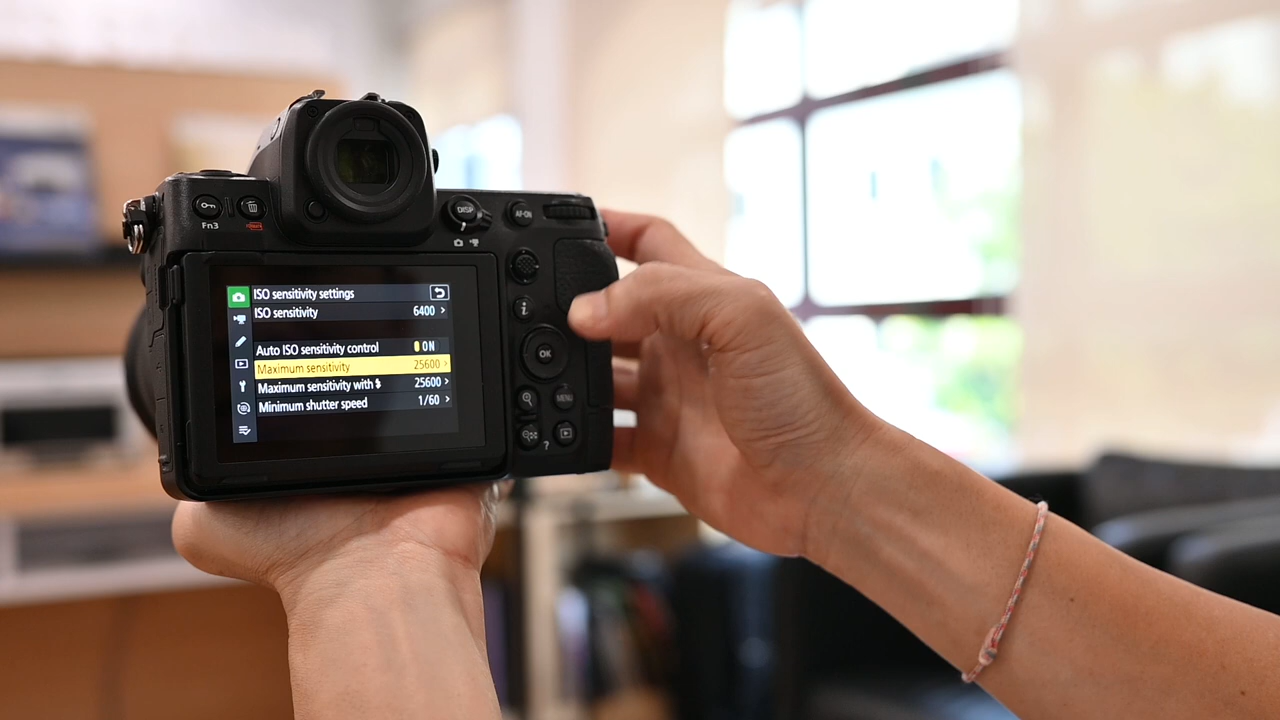 DISP
AF-ON
Fn3
ISO sensitivity settings
ISO sensitivity 6400
i
Auto ISO sensitivity control ON
OK
Maximum sensitivity 25600
Maximum sensitivity with 25600
MENU
Minimum shutter speed 1/60
?